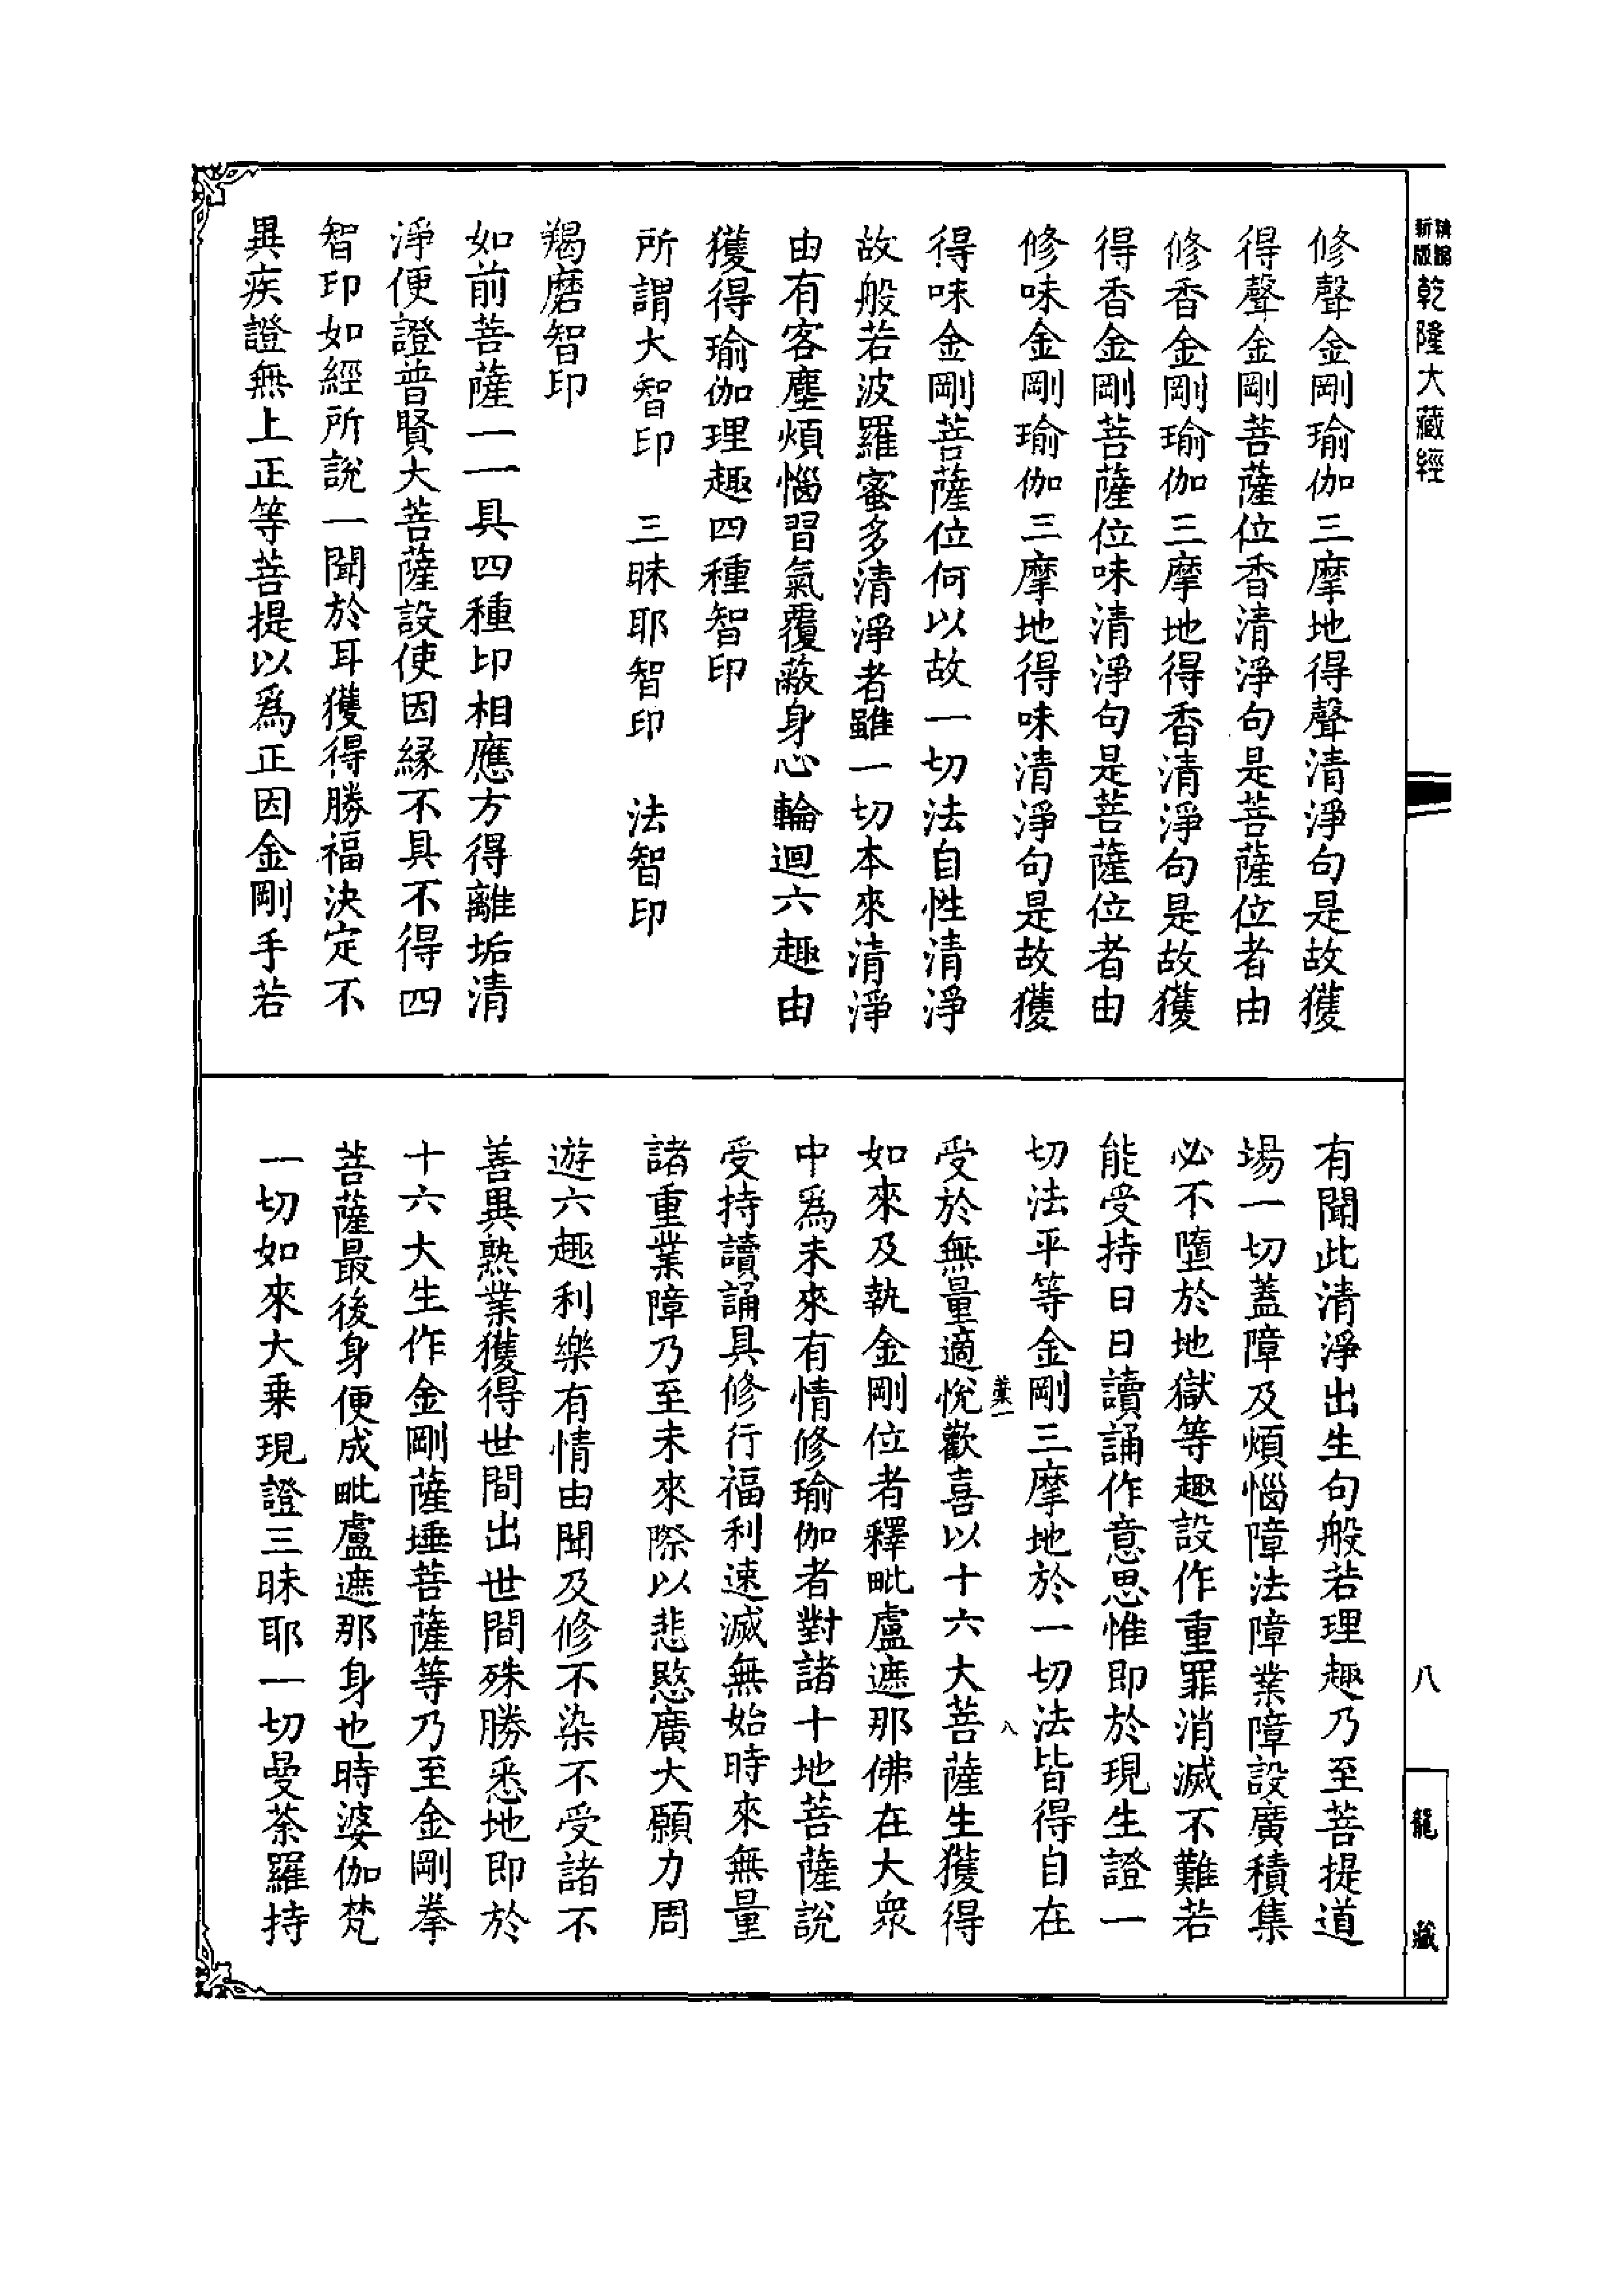 乾隆大藏經
修聲金剛瑜伽三摩地得聲清淨句是故獲
得聲金剛菩薩位香清淨句是菩薩位者由
修香金剛瑜伽三摩地得香清淨句是故獲
得香金剛菩薩位味清淨句是菩薩位者由
修味金剛瑜伽三摩地得味清淨句是故獲
得味金剛菩薩位何以故一切法自性清淨
故般若波羅蜜多清淨者雖一切本來清淨
由有客塵煩惱習氣覆蔽身心輪迴六趣由
獲得瑜伽理趣四種智印
所謂大智印 三昧耶智印 法智印
羯磨智印
如前菩薩一一具四種印相應方得離垢清
淨便證普賢大菩薩設使因緣不具不得四
智印如經所說一聞於耳獲得勝福決定不
異疾證無上正等菩提以爲正因金剛手若
有聞此清淨出生句般若理趣乃至菩提道
場一切蓋障及煩惱障法障業障設廣積集
必不墮於地獄等趣設作重罪消滅不難若
能受持日日讀誦作意思惟即於現生證一
切法平等金剛三摩地於一切法皆得自在
受於無量適悅歡喜以十六大菩薩生獲得
如來及執金剛位者釋毗盧遮那佛在大衆
中爲未來有情修瑜伽者對諸十地菩薩說
受持讀誦具修行福利速滅無始時來無量
諸重業障乃至未來際以悲愍廣大願力周
遊六趣利樂有情由聞及修不染不受諸不
善異熟業獲得世間出世間殊勝悉地即於
十六大生作金剛薩埵菩薩等乃至金剛拳
菩薩最後身便成毗盧遮那身也時婆伽梵
一切如來大乗現證三昧耶一切曼荼羅持
八
八
龍藏